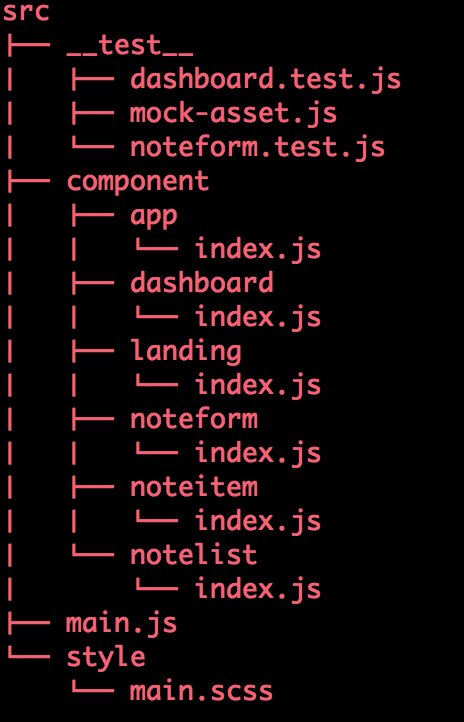 src
├── __test__
│   ├── dashboard.test.js
│   ├── mock-asset.js
│   └── noteform.test.js
├── component
│   ├── app
│   │   └── index.js
│   ├── dashboard
│   │   └── index.js
│   ├── landing
│   │   └── index.js
│   ├── noteform
│   │   └── index.js
│   ├── noteitem
│   │   └── index.js
│   └── notelist
│       └── index.js
├── main.js
└── style
    └── main.scss